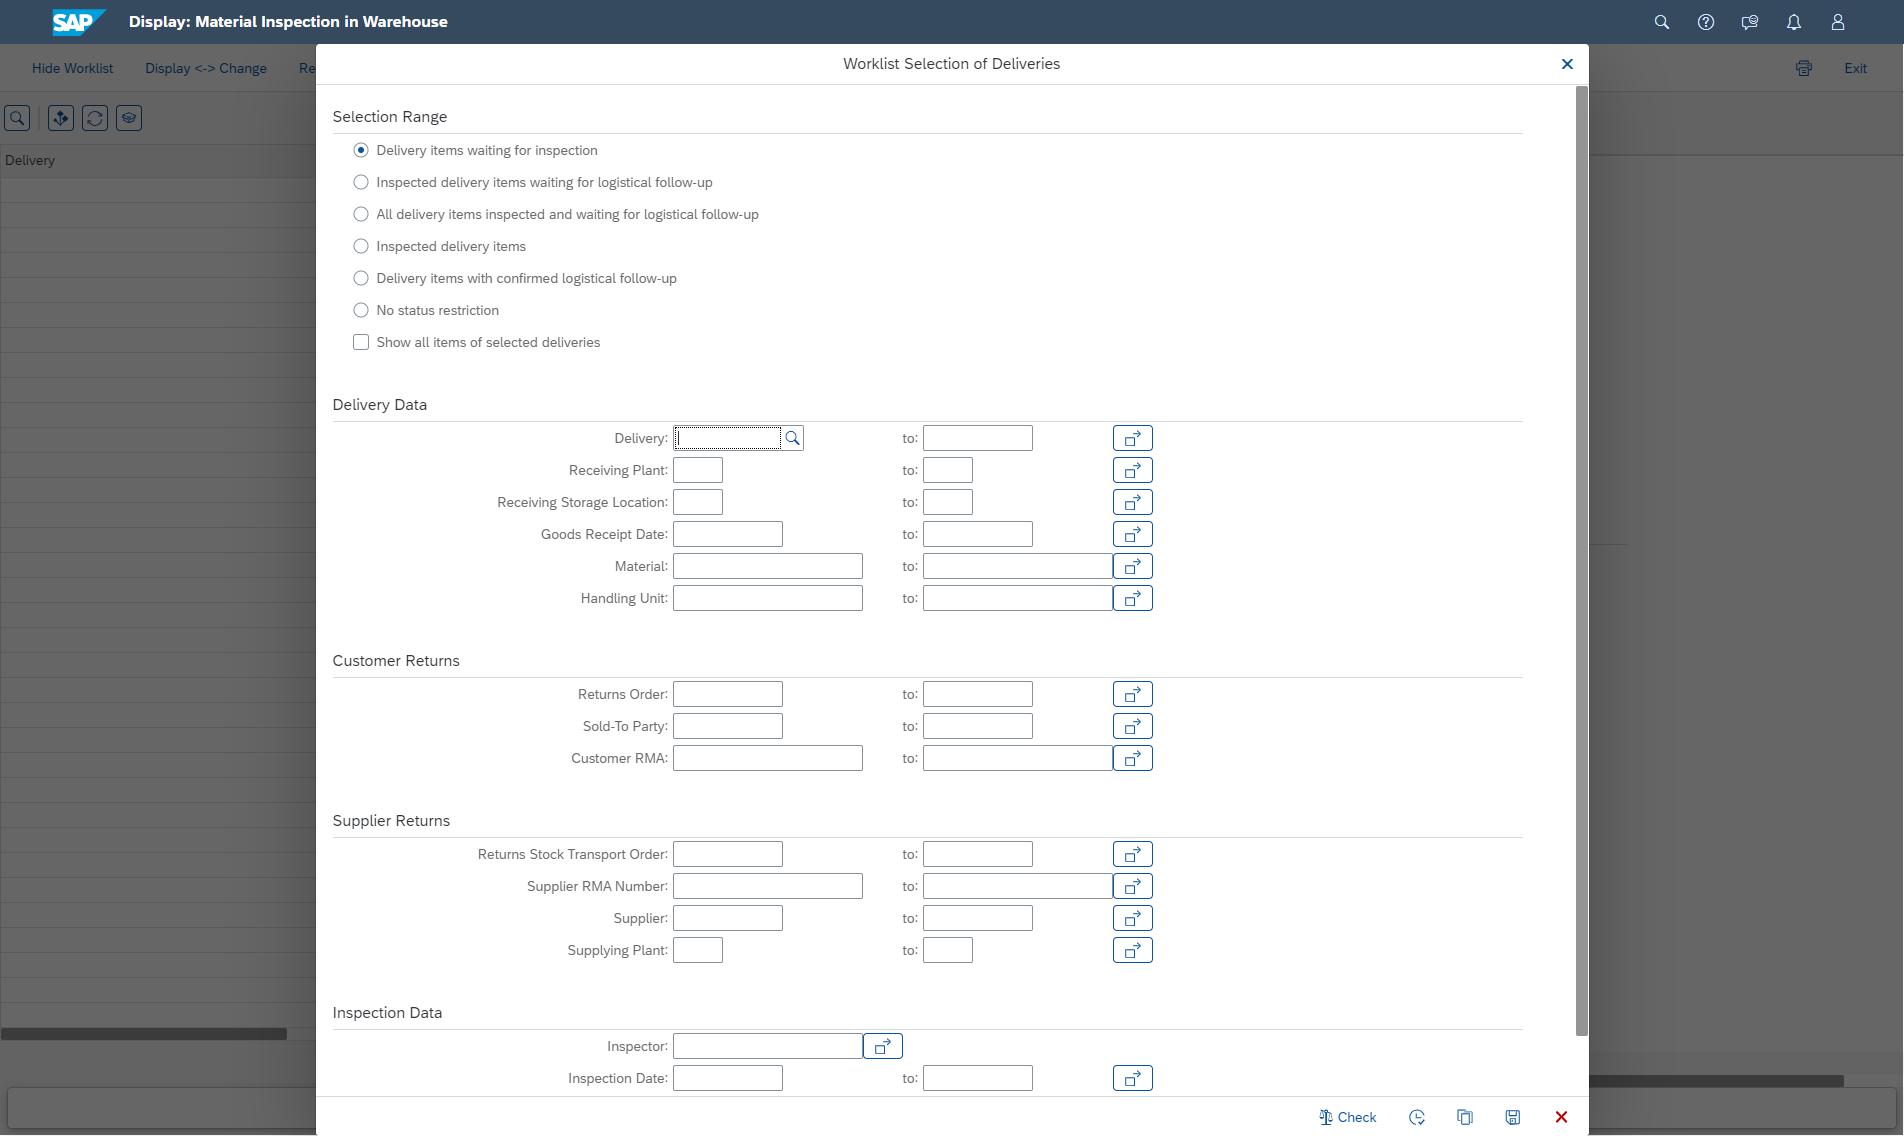 SAP Display: Material Inspection in Warehouse
Hide Worklist Display <-> Change Re Exit
Worklist Selection of Deliveries
Delivery
Selection Range
Delivery items waiting for inspection
Inspected delivery items waiting for logistical follow-up
All delivery items inspected and waiting for logistical follow-up
Inspected delivery items
Delivery items with confirmed logistical follow-up
No status restriction
Show all items of selected deliveries
Delivery Data
Delivery: to:
Receiving Plant: to:
Receiving Storage Location: to:
Goods Receipt Date: to:
Material: to:
Handling Unit: to:
Customer Returns
Returns Order: to:
Sold-To Party: to:
Customer RMA: to:
Supplier Returns
Returns Stock Transport Order: to:
Supplier RMA Number: to:
Supplier: to:
Supplying Plant: to:
Inspection Data
Inspector:
Inspection Date: to:
Check